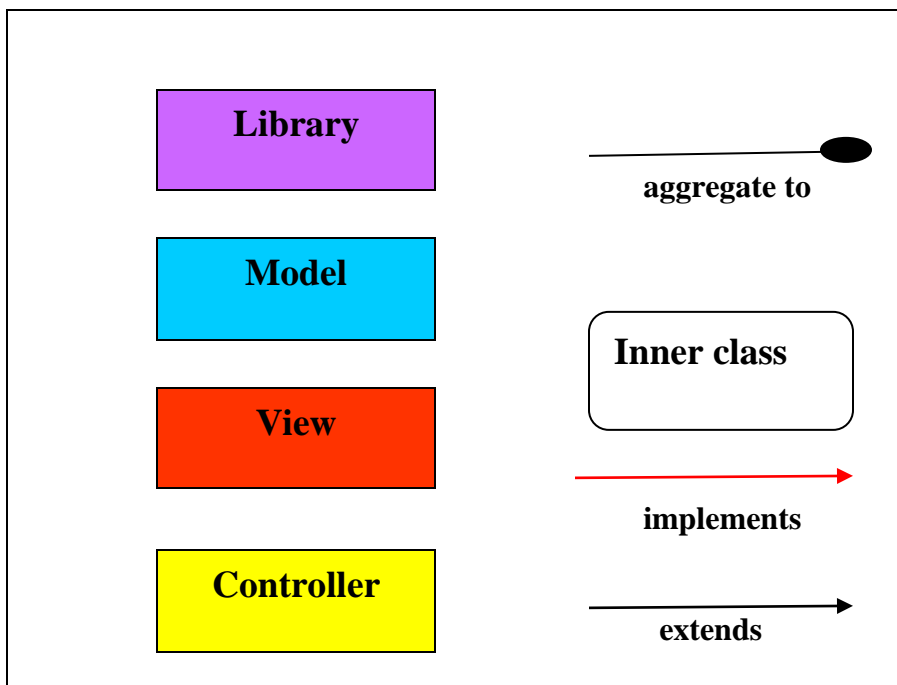 Library
Model
View
Controller
aggregate to
Inner class
implements
extends